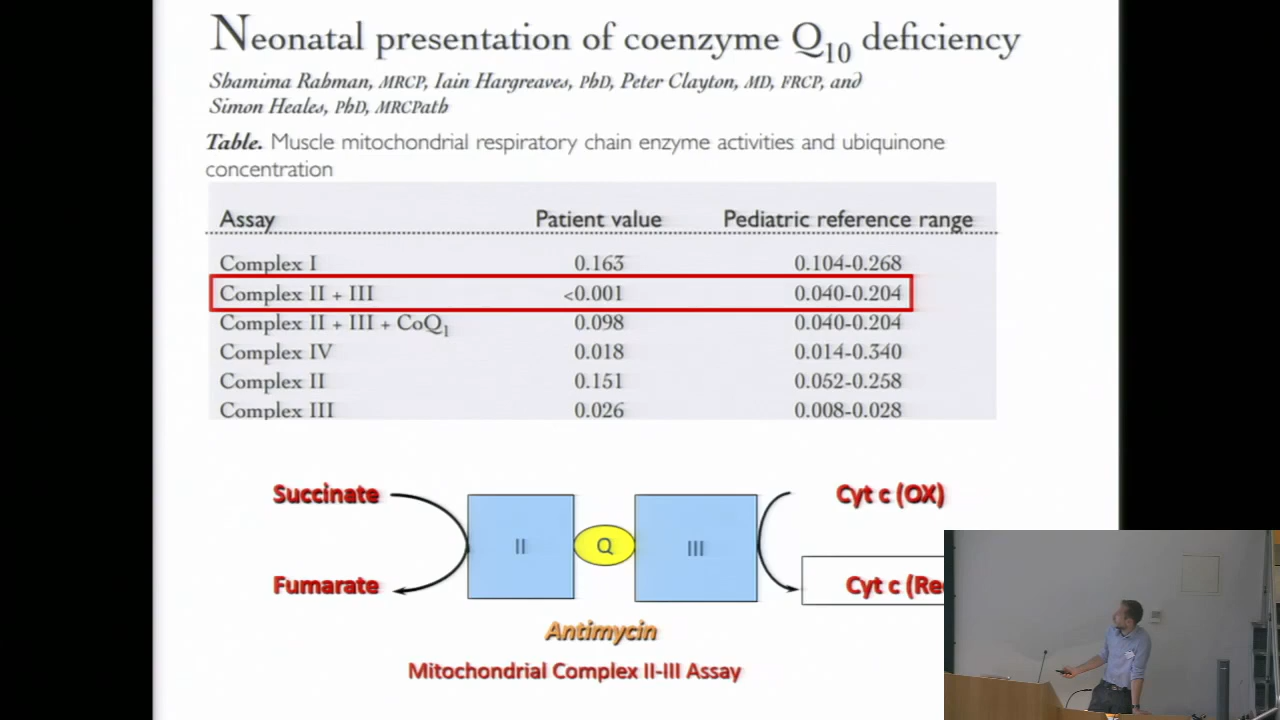 Neonatal presentation of coenzyme Q10 deficiency
Shamima Rahman, MRCP, Iain Hargreaves, PhD, Peter Clayton, MD, FRCP, and
Simon Heales, PhD, MRCPath
Table. Muscle mitochondrial respiratory chain enzyme activities and ubiquinone
concentration
Assay Patient value Pediatric reference range
Complex I 0.163 0.104-0.268
Complex II + III <0.001 0.040-0.204
Complex II + III + CoQ1 0.098 0.040-0.204
Complex IV 0.018 0.014-0.340
Complex II 0.151 0.052-0.258
Complex III 0.026 0.008-0.028
Succinate Cyt c (OX)
II Q III
Fumarate Cyt c (Re
Antimycin
Mitochondrial Complex II-III Assay